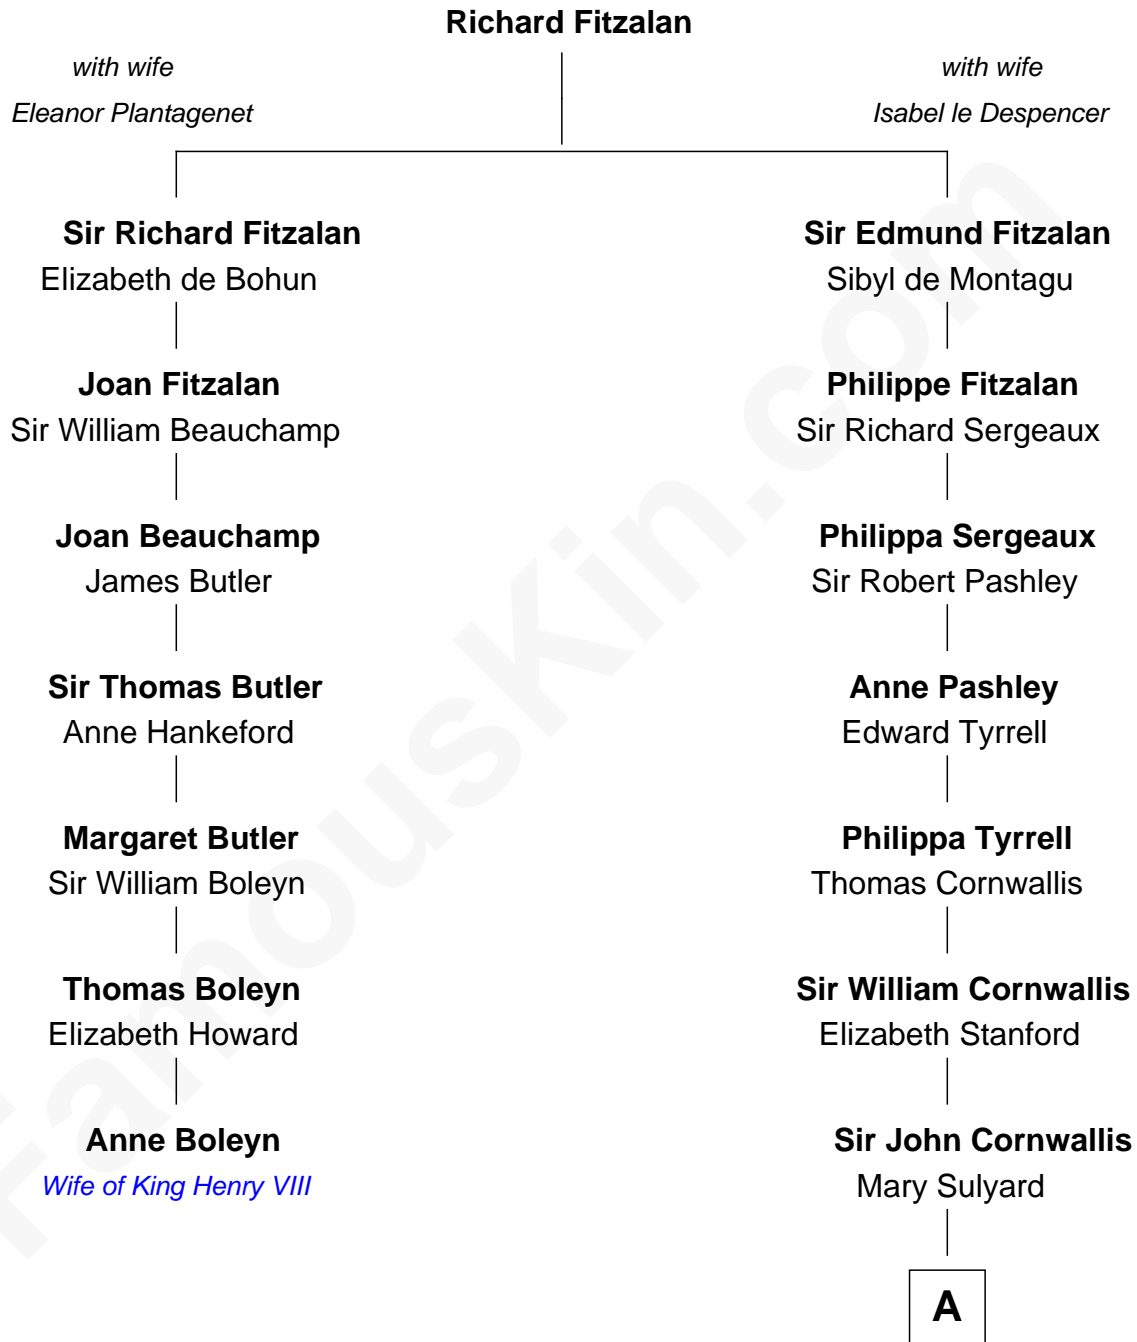 Richard Fitzalan
with wife
Eleanor Plantagenet
with wife
Isabel le Despencer
Sir Richard Fitzalan
Elizabeth de Bohun
Sir Edmund Fitzalan
Sibyl de Montagu
Joan Fitzalan
Sir William Beauchamp
Philippe Fitzalan
Sir Richard Sergeaux
Joan Beauchamp
James Butler
Philippa Sergeaux
Sir Robert Pashley
Sir Thomas Butler
Anne Hankeford
Anne Pashley
Edward Tyrrell
Margaret Butler
Sir William Boleyn
Philippa Tyrrell
Thomas Cornwallis
Thomas Boleyn
Elizabeth Howard
Sir William Cornwallis
Elizabeth Stanford
Anne Boleyn
Wife of King Henry VIII
Sir John Cornwallis
Mary Sulyard
A
FamousKin.com